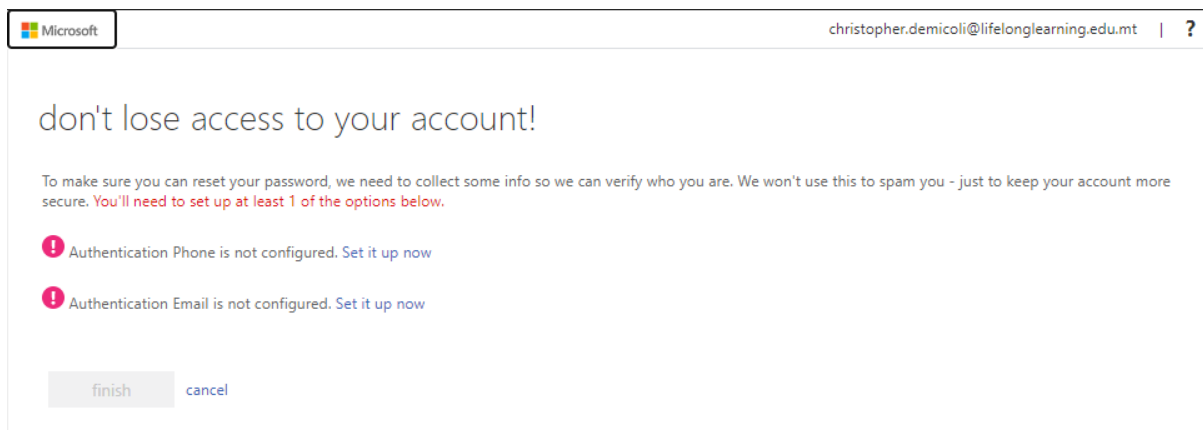 Microsoft
christopher.demicoli@lifelonglearning.edu.mt | ?
don't lose access to your account!
To make sure you can reset your password, we need to collect some info so we can verify who you are. We won't use this to spam you - just to keep your account more
secure. You'll need to set up at least 1 of the options below.
! Authentication Phone is not configured. Set it up now
! Authentication Email is not configured. Set it up now
finish cancel